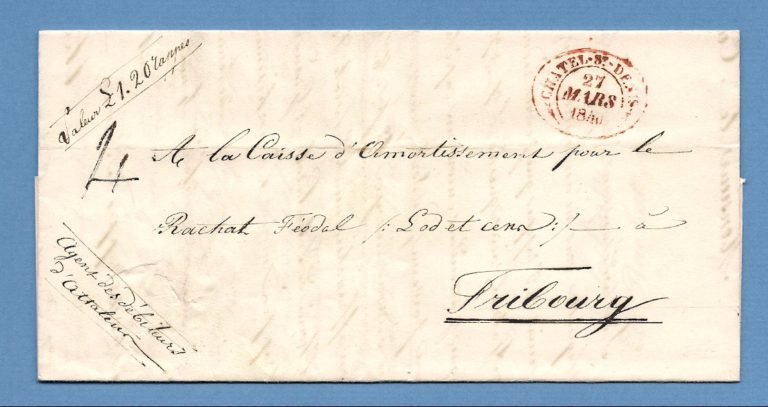 Valeur £1. 20 rappes
CHATEL-St-DENIS
27
MARS
1840
4
A la Caisse d'Amortissement pour le
Rachat Féodal /: Lod et cens :/ — à
Fribourg
Agent des débiteurs
d'Attalens